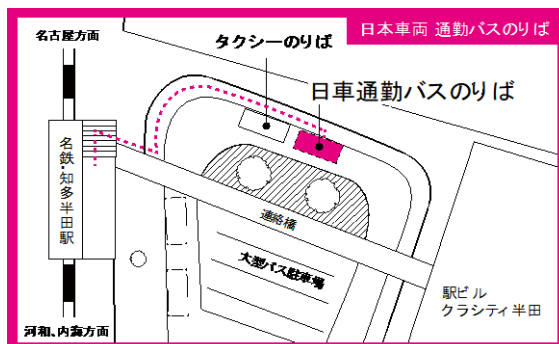 日本車両 通勤バスのりば
名古屋方面
タクシーのりば
日車通勤バスのりば
名鉄・知多半田駅
連絡橋
大型バス駐車場
駅ビル
クラシティ半田
河和、内海方面